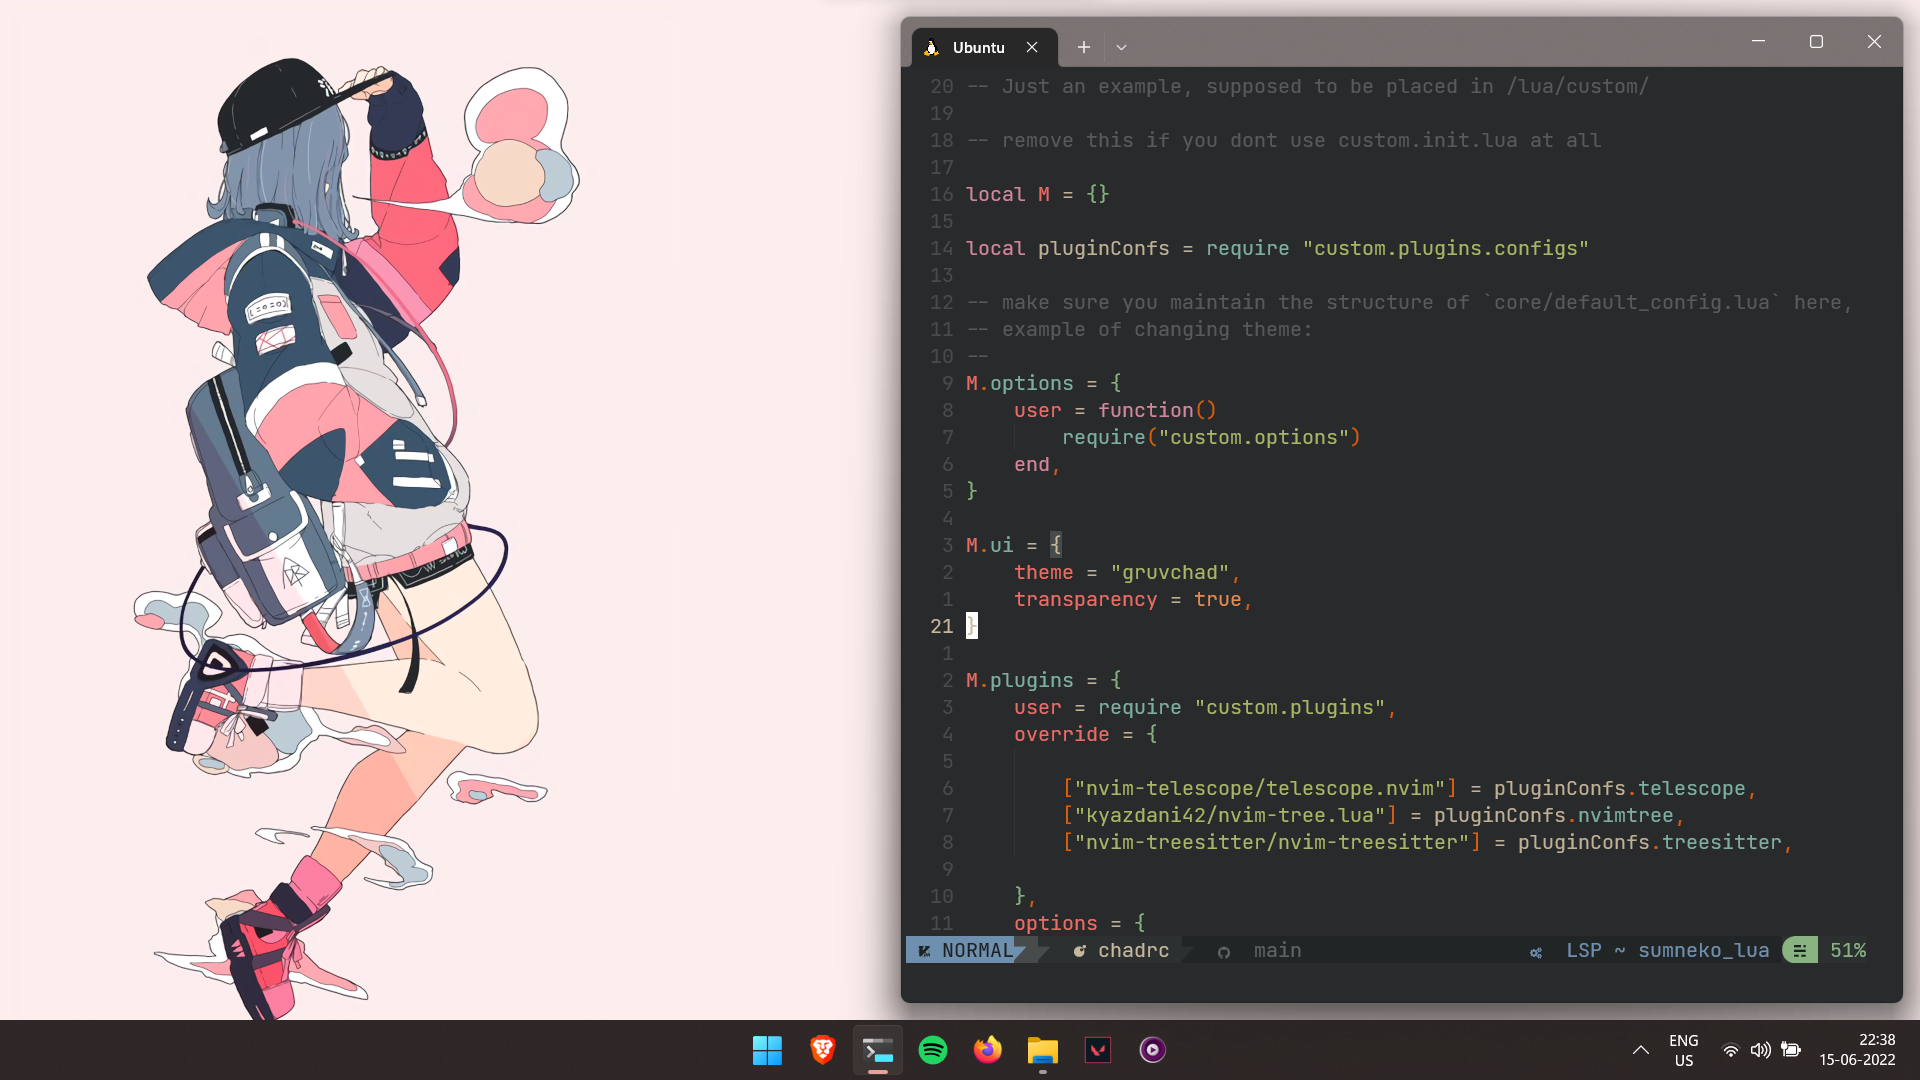 Ubuntu
20 -- Just an example, supposed to be placed in /lua/custom/
19
18 -- remove this if you dont use custom.init.lua at all
17
16 local M = {}
15
14 local pluginConfs = require "custom.plugins.configs"
13
12 -- make sure you maintain the structure of `core/default_config.lua` here,
11 -- example of changing theme:
10 --
9 M.options = {
8 user = function()
7 require("custom.options")
6 end,
5 }
4
3 M.ui = {
2 theme = "gruvchad",
1 transparency = true,
21 }
1
2 M.plugins = {
3 user = require "custom.plugins",
4 override = {
5
6 ["nvim-telescope/telescope.nvim"] = pluginConfs.telescope,
7 ["kyazdani42/nvim-tree.lua"] = pluginConfs.nvimtree,
8 ["nvim-treesitter/nvim-treesitter"] = pluginConfs.treesitter,
9
10 },
11 options = {
NORMAL chadrc main LSP ~ sumneko_lua 51%
ENG
US
22:38
15-06-2022